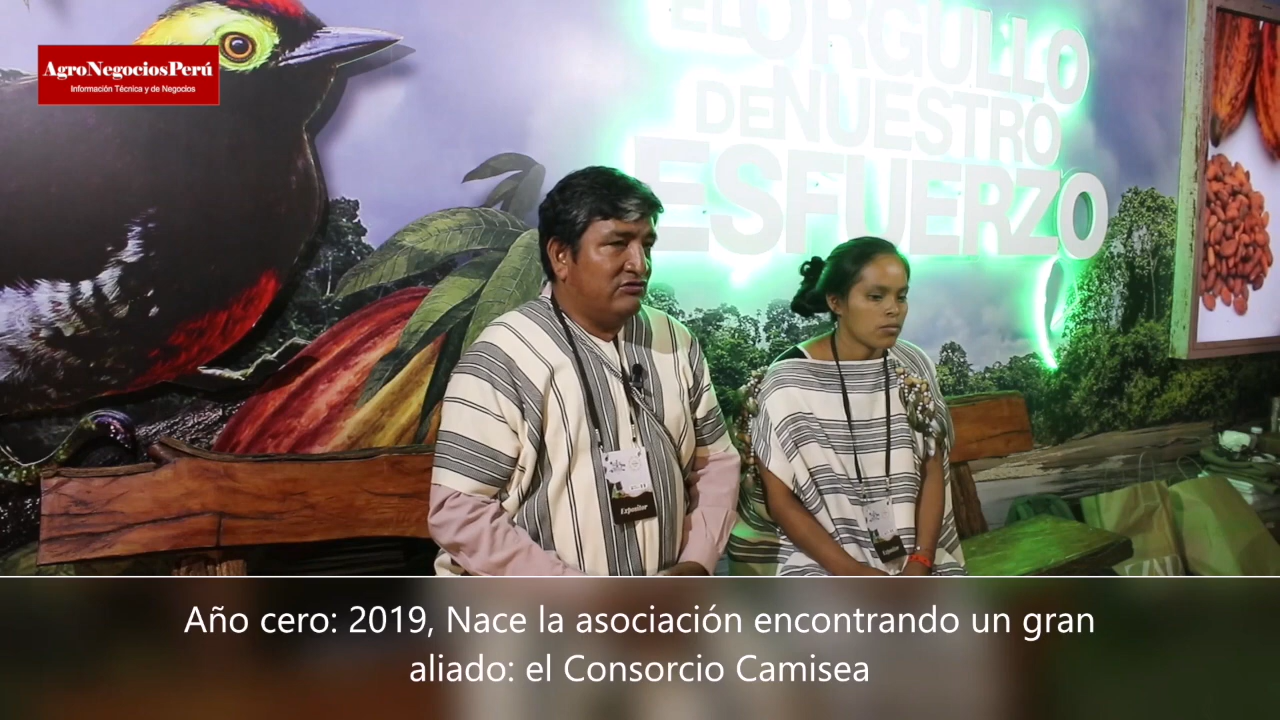 AgroNegociosPerú
Información Técnica y de Negocios
EL ORGULLO
DE NUESTRO
ESFUERZO
Expositor
Expositor
Año cero: 2019, Nace la asociación encontrando un gran
aliado: el Consorcio Camisea